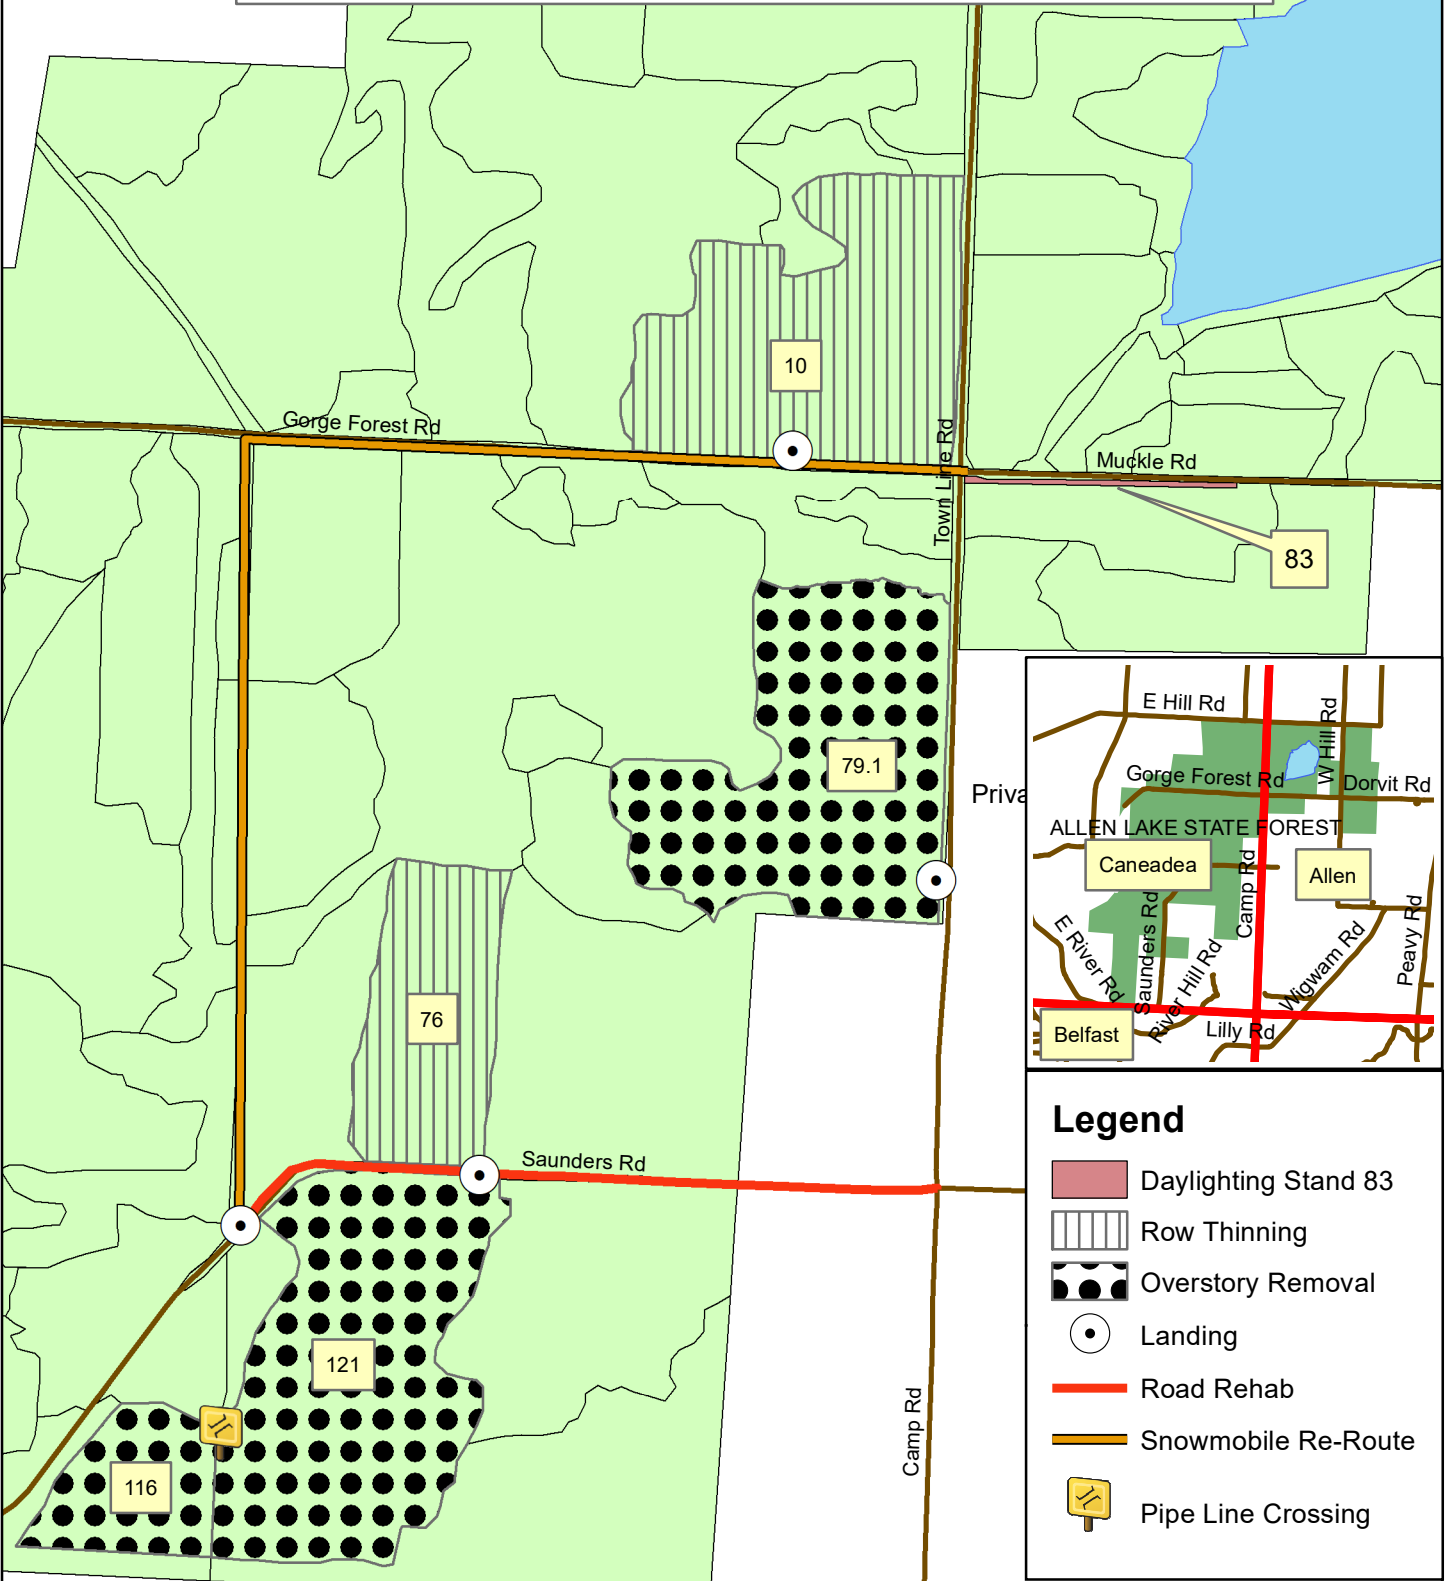 10
Gorge Forest Rd
Town Line Rd
Muckle Rd
83
79.1
76
Saunders Rd
121
116
Camp Rd
E Hill Rd
W Hill Rd
Gorge Forest Rd
Dorvit Rd
ALLEN LAKE STATE FOREST
Caneadea
Allen
Camp Rd
Saunders Rd
E River Rd
River Hill Rd
Wigwam Rd
Peavy Rd
Belfast
Lilly Rd
Legend
Daylighting Stand 83
Row Thinning
Overstory Removal
Landing
Road Rehab
Snowmobile Re-Route
Pipe Line Crossing